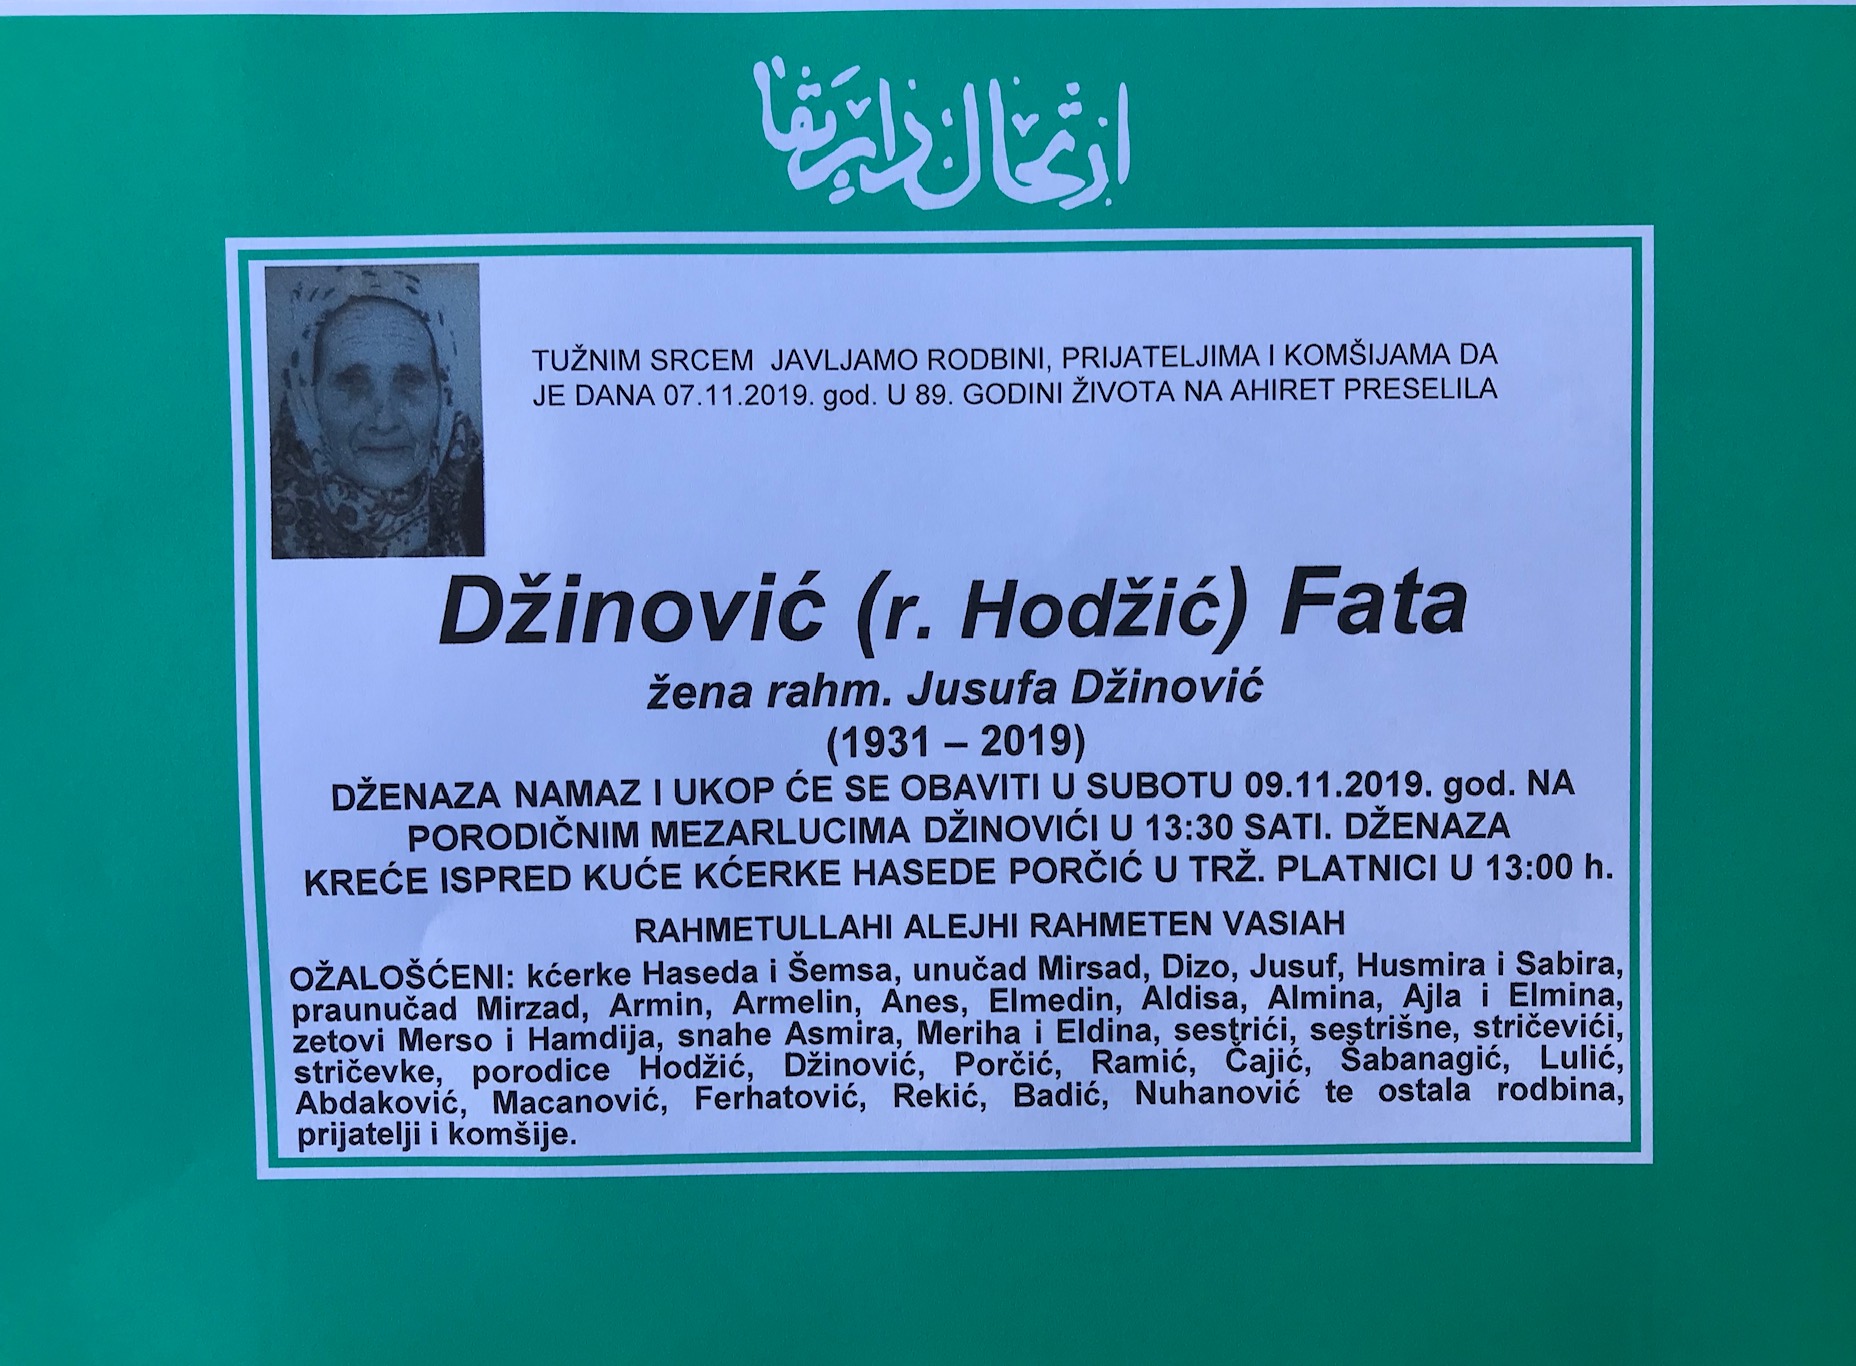 ارتحال دار بقا
TUŽNIM SRCEM JAVLJAMO RODBINI, PRIJATELJIMA I KOMŠIJAMA DA
JE DANA 07.11.2019. god. U 89. GODINI ŽIVOTA NA AHIRET PRESELILA
Džinović (r. Hodžić) Fata
žena rahm. Jusufa Džinović
(1931 – 2019)
DŽENAZA NAMAZ I UKOP ĆE SE OBAVITI U SUBOTU 09.11.2019. god. NA
PORODIČNIM MEZARLUCIMA DŽINOVIĆI U 13:30 SATI. DŽENAZA
KREĆE ISPRED KUĆE KĆERKE HASEDE PORČIĆ U TRŽ. PLATNICI U 13:00 h.
RAHMETULLAHI ALEJHI RAHMETEN VASIAH
OŽALOŠĆENI: kćerke Haseda i Šemsa, unučad Mirsad, Dizo, Jusuf, Husmira i Sabira,
praunučad Mirzad, Armin, Armelin, Anes, Elmedin, Aldisa, Almina, Ajla i Elmina,
zetovi Merso i Hamdija, snahe Asmira, Meriha i Eldina, sestrići, sestrišne, stričevići,
stričevke, porodice Hodžić, Džinović, Porčić, Ramić, Čajić, Šabanagić, Lulić,
Abdaković, Macanović, Ferhatović, Rekić, Badić, Nuhanović te ostala rodbina,
prijatelji i komšije.